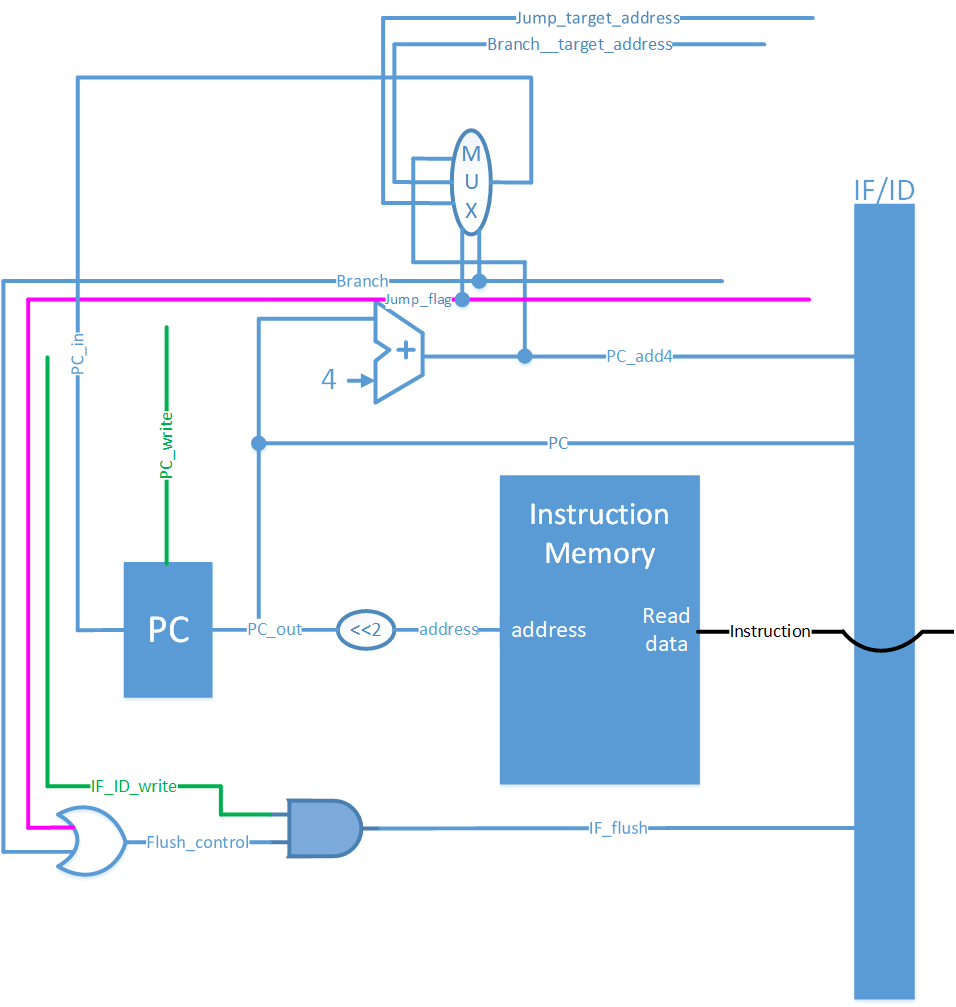 Jump_target_address
Branch__target_address
M
U
X
IF/ID
Branch
Jump_flag
PC_in
+
4
PC_add4
PC_write
PC
Instruction
Memory
PC
PC_out
<<2
address
address
Read
data
Instruction
IF_ID_write
Flush_control
IF_flush